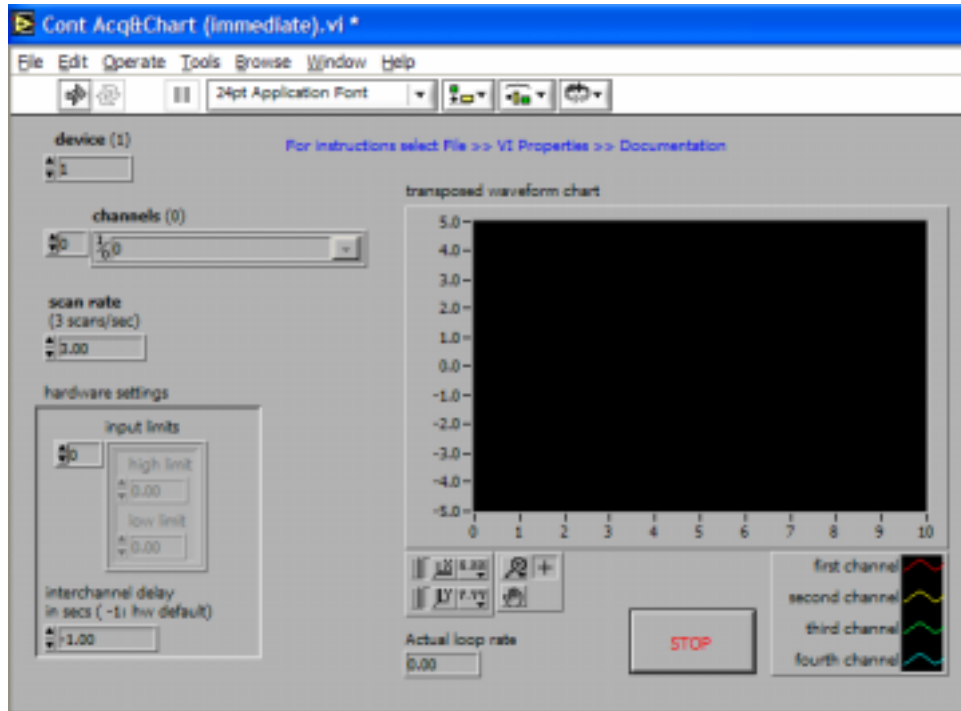 Cont Acq&Chart (immediate).vi *
File Edit Operate Tools Browse Window Help
24pt Application Font
device (1)
1
For instructions select File >> VI Properties >> Documentation
channels (0)
0
0
scan rate
(3 scans/sec)
3.00
hardware settings
input limits
0
high limit
0.00
low limit
0.00
interchannel delay
in secs ( -1: hw default)
-1.00
transposed waveform chart
5.0
4.0
3.0
2.0
1.0
0.0
-1.0
-2.0
-3.0
-4.0
-5.0
0 1 2 3 4 5 6 7 8 9 10
Actual loop rate
0.00
STOP
first channel
second channel
third channel
fourth channel